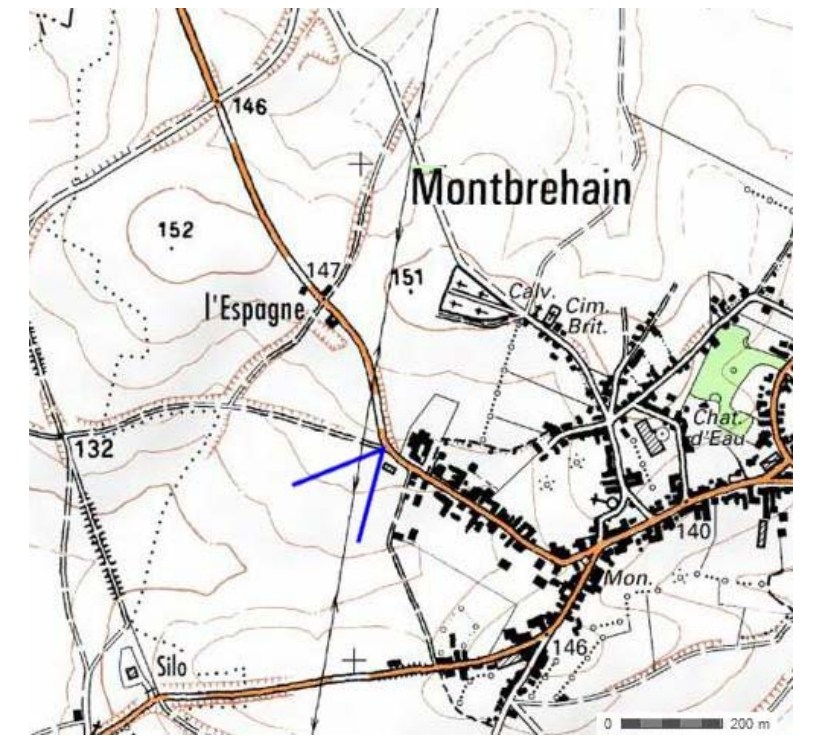 146
Montbrehain
152
147
151
l'Espagne
Calv.
Cim.
Brit.
Chat.
d'Eau
132
140
Mon.
146
Silo
0 200 m